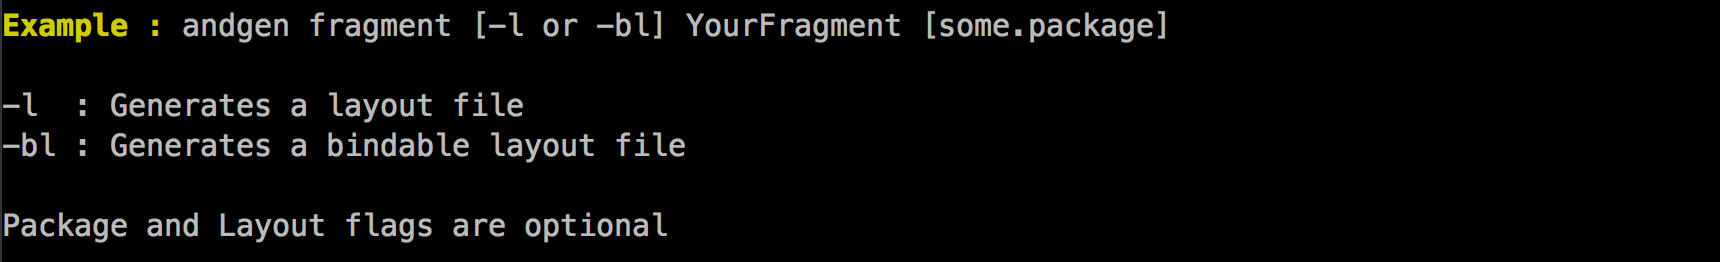 Example : andgen fragment [-l or -bl] YourFragment [some.package]
-l  : Generates a layout file
-bl : Generates a bindable layout file
Package and Layout flags are optional